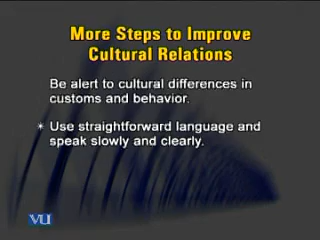 More Steps to Improve
Cultural Relations
Be alert to cultural differences in
customs and behavior.
* Use straightforward language and
speak slowly and clearly.
VU